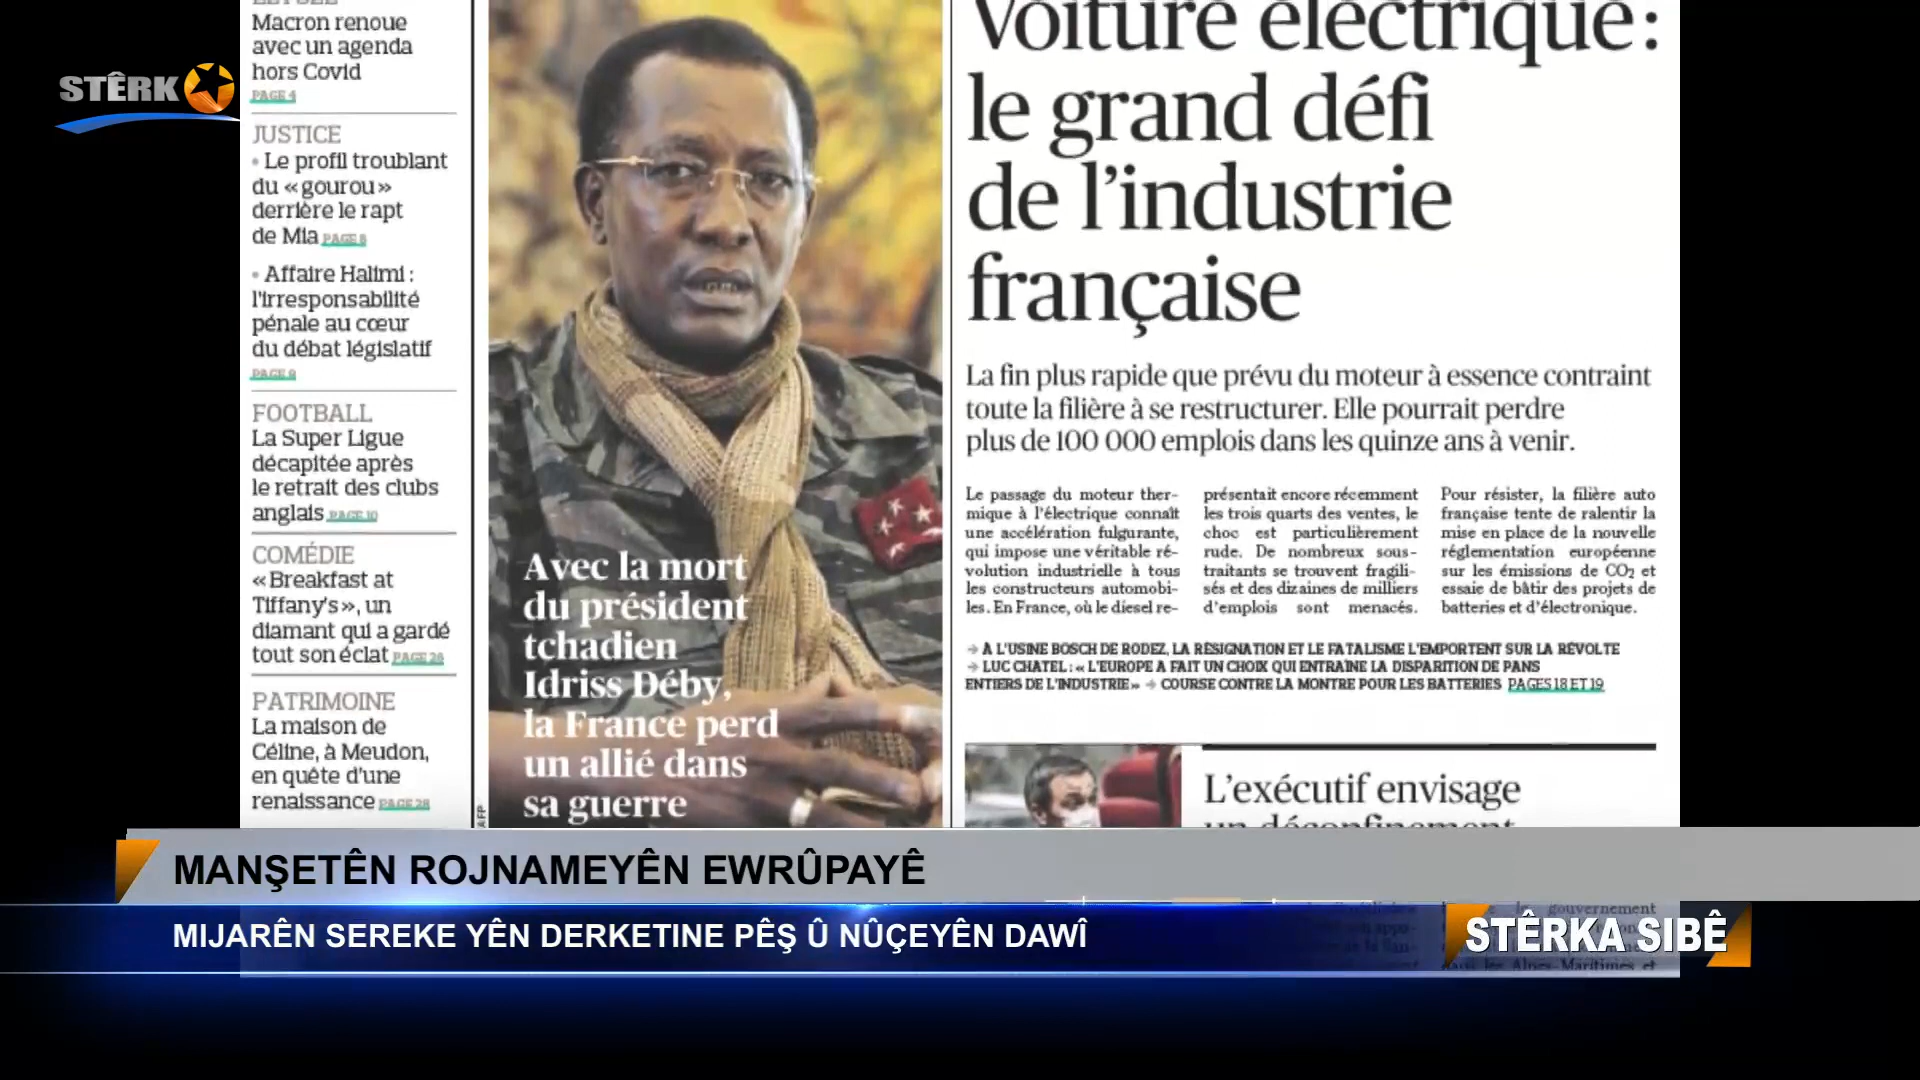 STÊRK
Macron renoue
avec un agenda
hors Covid
PAGE 4
JUSTICE
• Le profil troublant
du « gourou »
derrière le rapt
de Mia PAGE 8
• Affaire Halimi :
l'irresponsabilité
pénale au cœur
du débat législatif
PAGE 9
FOOTBALL
La Super Ligue
décapitée après
le retrait des clubs
anglais PAGE 10
COMÉDIE
« Breakfast at
Tiffany's », un
diamant qui a gardé
tout son éclat PAGE 26
PATRIMOINE
La maison de
Céline, à Meudon,
en quête d'une
renaissance PAGE 28
AFP
Avec la mort
du président
tchadien
Idriss Déby,
la France perd
un allié dans
sa guerre
Voiture électrique :
le grand défi
de l'industrie
française
La fin plus rapide que prévu du moteur à essence contraint
toute la filière à se restructurer. Elle pourrait perdre
plus de 100 000 emplois dans les quinze ans à venir.
Le passage du moteur ther-
mique à l'électrique connaît
une accélération fulgurante,
qui impose une véritable ré-
volution industrielle à tous
les constructeurs automobi-
les. En France, où le diesel re-
présentait encore récemment
les trois quarts des ventes, le
choc est particulièrement
rude. De nombreux sous-
traitants se trouvent fragili-
sés et des dizaines de milliers
d'emplois sont menacés.
Pour résister, la filière auto
française tente de ralentir la
mise en place de la nouvelle
réglementation européenne
sur les émissions de CO2 et
essaie de bâtir des projets de
batteries et d'électronique.
→ À L'USINE BOSCH DE RODEZ, LA RÉSIGNATION ET LE FATALISME L'EMPORTENT SUR LA RÉVOLTE
→ LUC CHATEL : « L'EUROPE A FAIT UN CHOIX QUI ENTRAÎNE LA DISPARITION DE PANS
ENTIERS DE L'INDUSTRIE » → COURSE CONTRE LA MONTRE POUR LES BATTERIES PAGES 18 ET 19
L'exécutif envisage
un déconfinement
gouvernement
MANŞETÊN ROJNAMEYÊN EWRÛPAYÊ
MIJARÊN SEREKE YÊN DERKETINE PÊŞ Û NÛÇEYÊN DAWÎ
STÊRKA SIBÊ